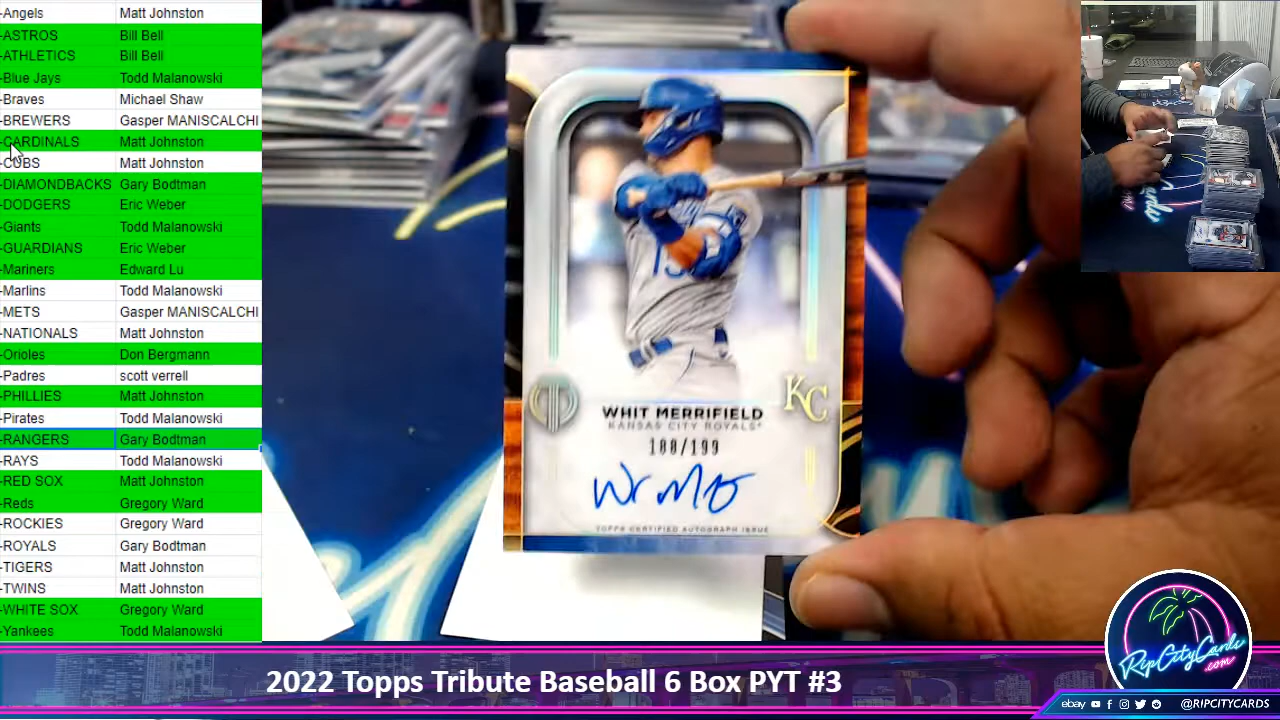 -Angels Matt Johnston
-ASTROS Bill Bell
-ATHLETICS Bill Bell
-Blue Jays Todd Malanowski
-Braves Michael Shaw
-BREWERS Gasper MANISCALCHI
-CARDINALS Matt Johnston
-CUBS Matt Johnston
-DIAMONDBACKS Gary Bodtman
-DODGERS Eric Weber
-Giants Todd Malanowski
-GUARDIANS Eric Weber
-Mariners Edward Lu
-Marlins Todd Malanowski
-METS Gasper MANISCALCHI
-NATIONALS Matt Johnston
-Orioles Don Bergmann
-Padres scott verrell
-PHILLIES Matt Johnston
-Pirates Todd Malanowski
-RANGERS Gary Bodtman
-RAYS Todd Malanowski
-RED SOX Matt Johnston
-Reds Gregory Ward
-ROCKIES Gregory Ward
-ROYALS Gary Bodtman
-TIGERS Matt Johnston
-TWINS Matt Johnston
-WHITE SOX Gregory Ward
-Yankees Todd Malanowski
KC
WHIT MERRIFIELD
KANSAS CITY ROYALS
188/199
TOPPS CERTIFIED AUTOGRAPH ISSUE
RipCityCards
.com
2022 Topps Tribute Baseball 6 Box PYT #3
ebay @RIPCITYCARDS